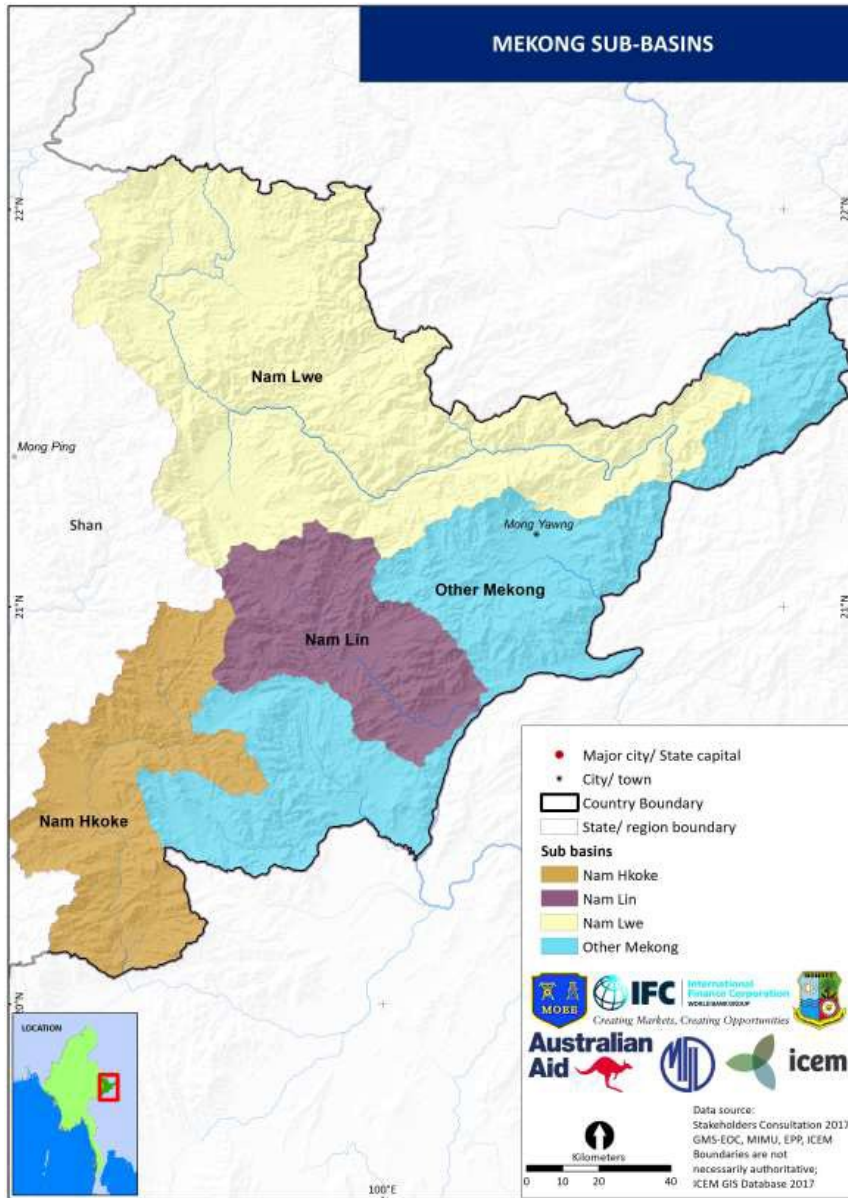 MEKONG SUB-BASINS
22°N
22°N
Nam Lwe
Mong Ping
Shan
Mong Yawng
Other Mekong
21°N
21°N
Nam Lin
Nam Hkoke
Major city/ State capital
City/ town
Country Boundary
State/ region boundary
Sub basins
Nam Hkoke
Nam Lin
Nam Lwe
Other Mekong
20°N
MOEE
IFC
International
Finance Corporation
WORLD BANK GROUP
Creating Markets, Creating Opportunities
Australian
Aid
icem
LOCATION
Kilometers
0 10 20 40
Data source:
Stakeholders Consultation 2017
GMS-EOC, MIMU, EPP, ICEM
Boundaries are not
necessarily authoritative;
ICEM GIS Database 2017
100°E